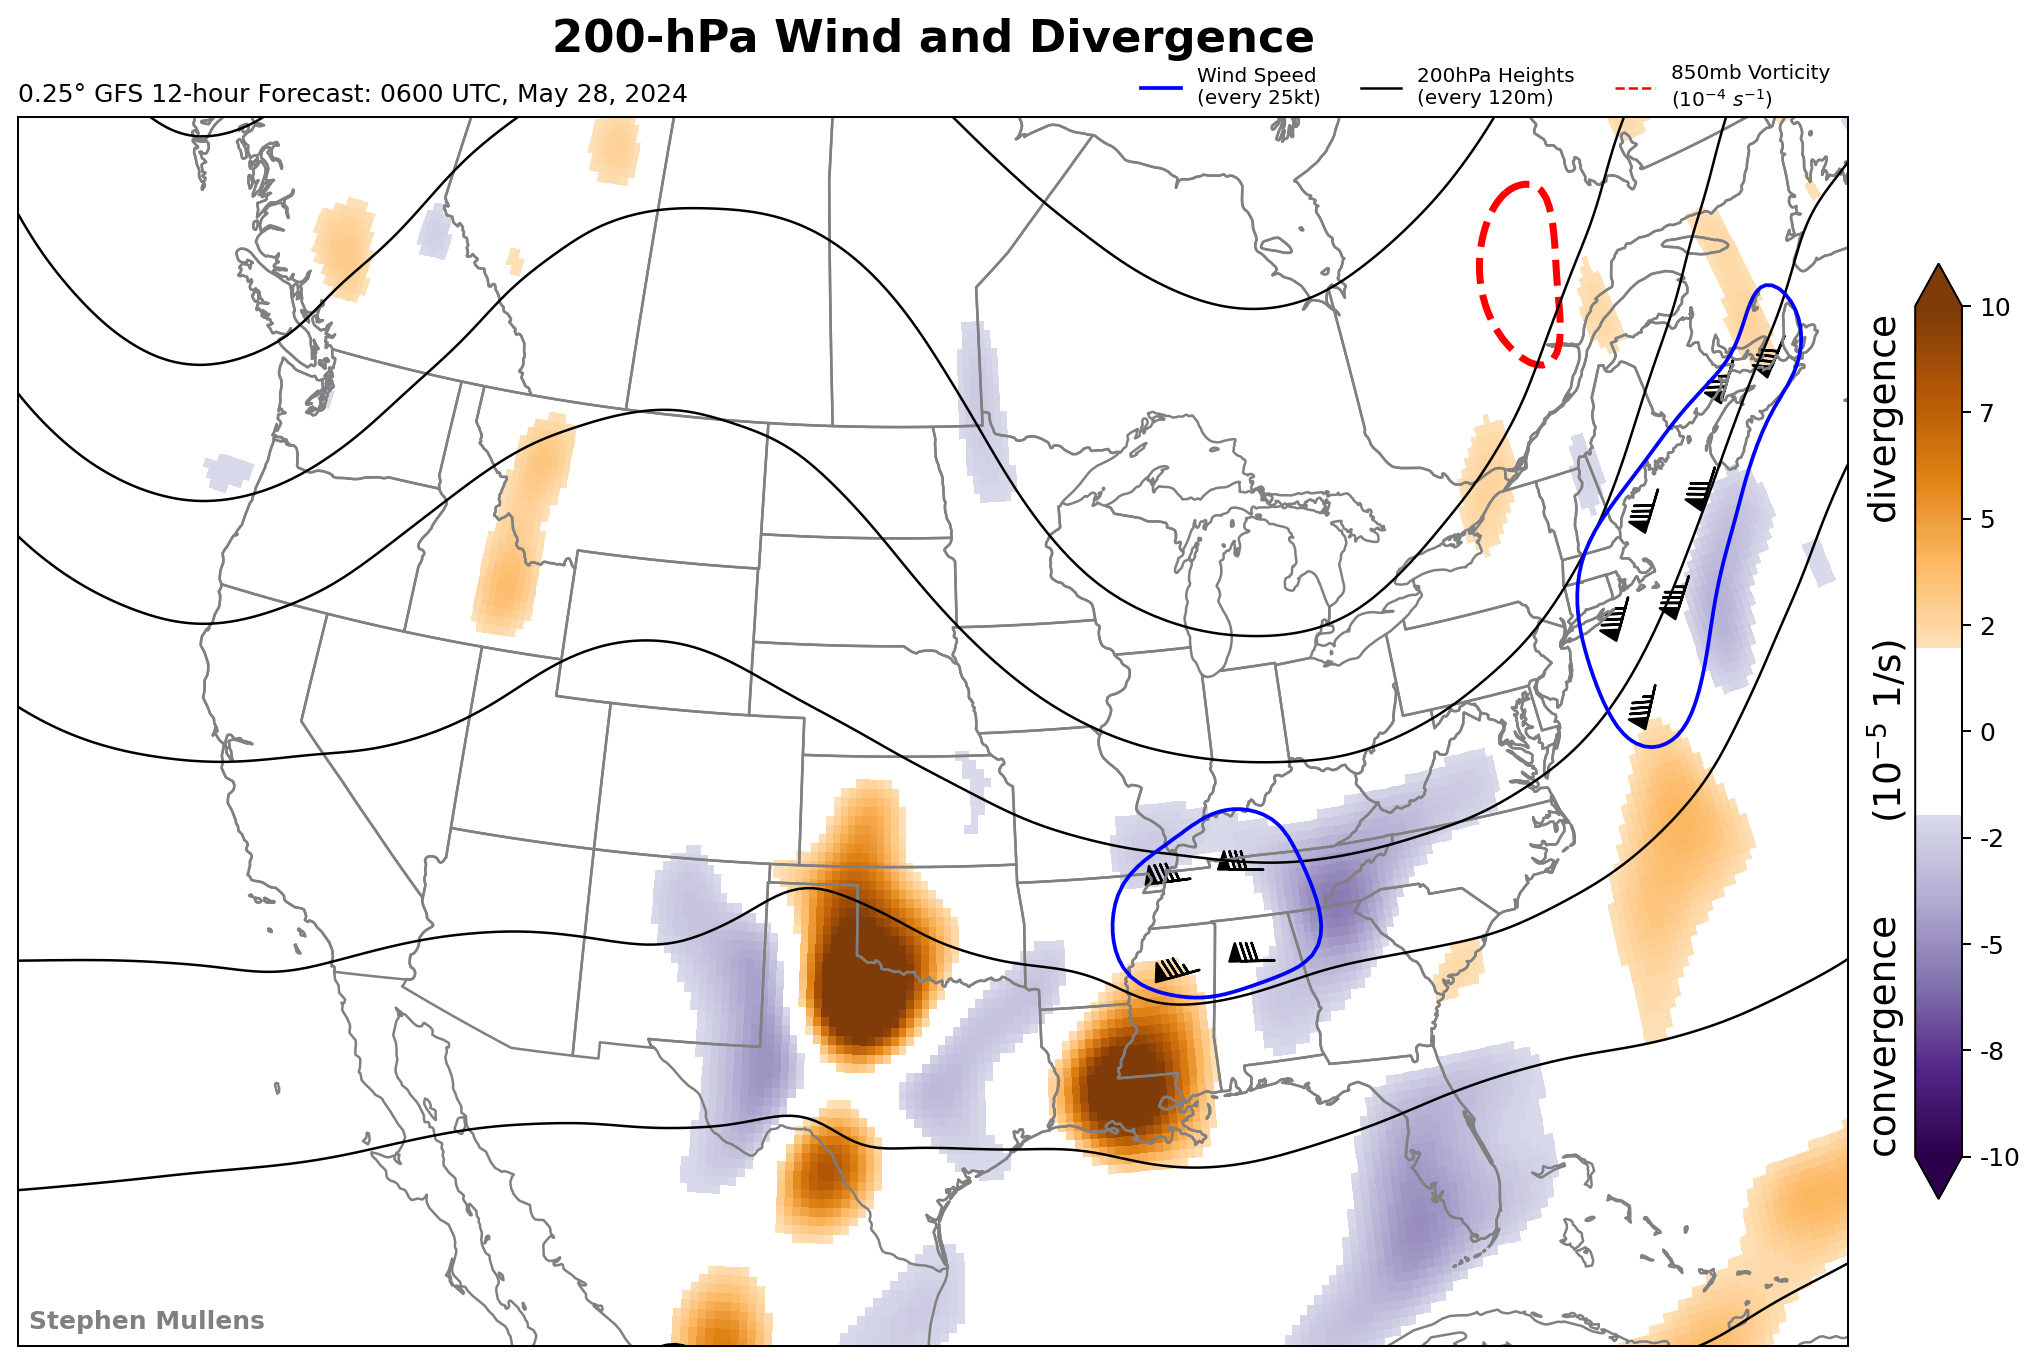 200-hPa Wind and Divergence
0.25° GFS 12-hour Forecast: 0600 UTC, May 28, 2024
Wind Speed
(every 25kt)
200hPa Heights
(every 120m)
850mb Vorticity
(10⁻⁴ s⁻¹)
10
7
5
2
0
-2
-5
-8
-10
convergence (10⁻⁵ 1/s) divergence
Stephen Mullens